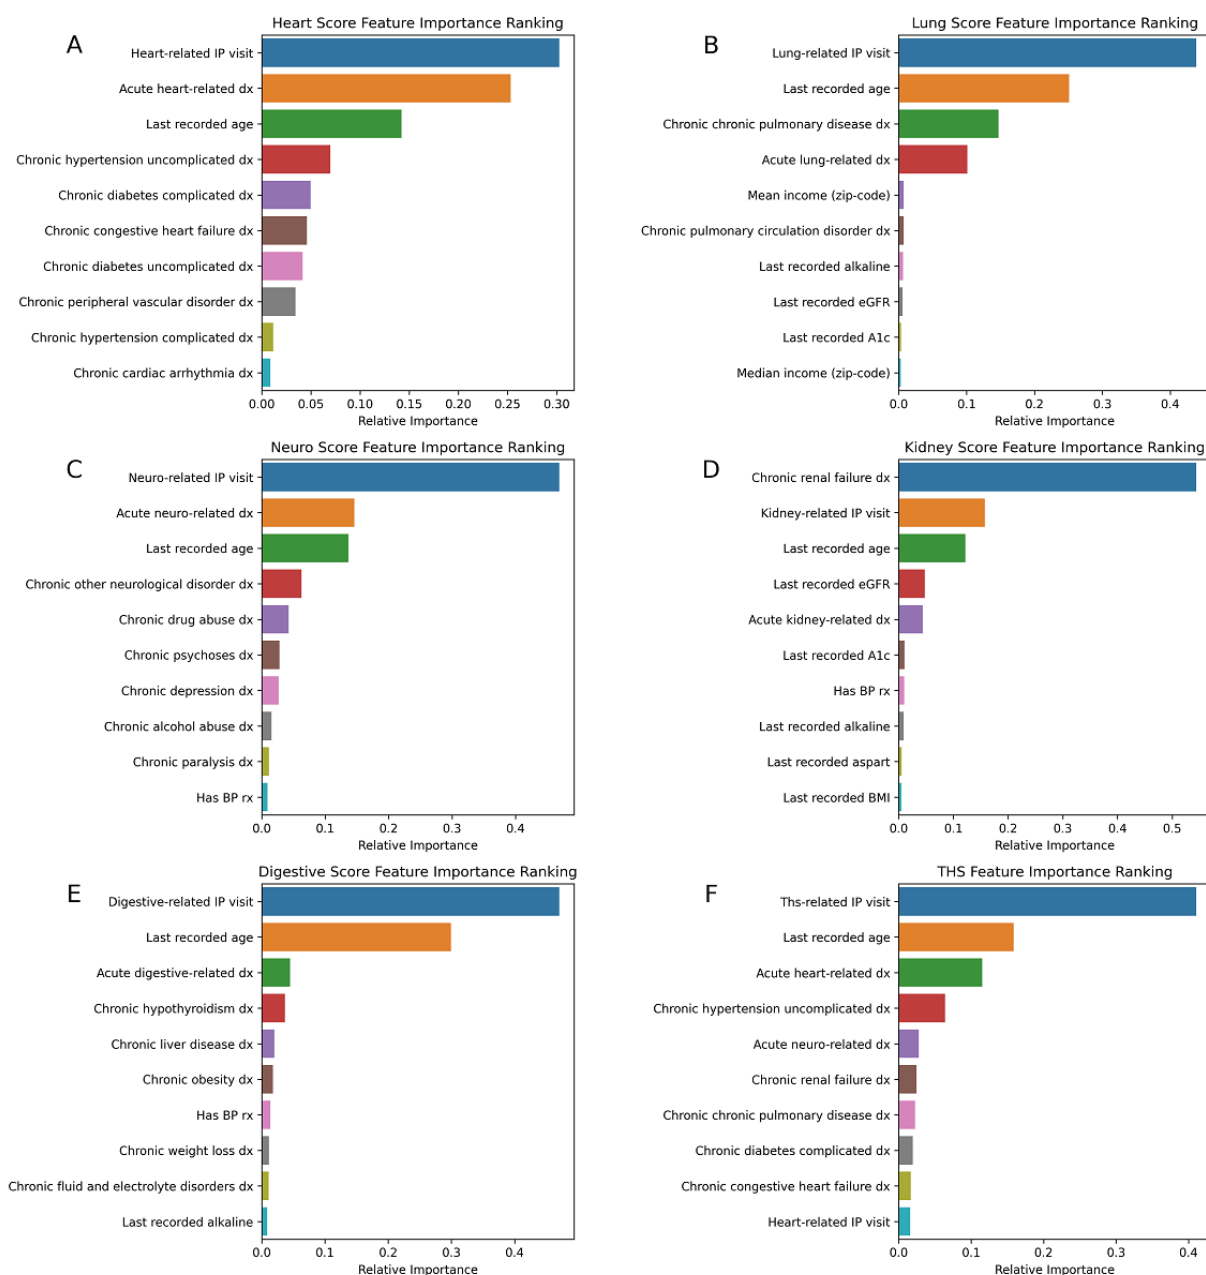 A
Heart Score Feature Importance Ranking
Heart-related IP visit
Acute heart-related dx
Last recorded age
Chronic hypertension uncomplicated dx
Chronic diabetes complicated dx
Chronic congestive heart failure dx
Chronic diabetes uncomplicated dx
Chronic peripheral vascular disorder dx
Chronic hypertension complicated dx
Chronic cardiac arrhythmia dx
0.00 0.05 0.10 0.15 0.20 0.25 0.30
Relative Importance
B
Lung Score Feature Importance Ranking
Lung-related IP visit
Last recorded age
Chronic chronic pulmonary disease dx
Acute lung-related dx
Mean income (zip-code)
Chronic pulmonary circulation disorder dx
Last recorded alkaline
Last recorded eGFR
Last recorded A1c
Median income (zip-code)
0.0 0.1 0.2 0.3 0.4
Relative Importance
C
Neuro Score Feature Importance Ranking
Neuro-related IP visit
Acute neuro-related dx
Last recorded age
Chronic other neurological disorder dx
Chronic drug abuse dx
Chronic psychoses dx
Chronic depression dx
Chronic alcohol abuse dx
Chronic paralysis dx
Has BP rx
0.0 0.1 0.2 0.3 0.4
Relative Importance
D
Kidney Score Feature Importance Ranking
Chronic renal failure dx
Kidney-related IP visit
Last recorded age
Last recorded eGFR
Acute kidney-related dx
Last recorded A1c
Has BP rx
Last recorded alkaline
Last recorded aspart
Last recorded BMI
0.0 0.1 0.2 0.3 0.4 0.5
Relative Importance
E
Digestive Score Feature Importance Ranking
Digestive-related IP visit
Last recorded age
Acute digestive-related dx
Chronic hypothyroidism dx
Chronic liver disease dx
Chronic obesity dx
Has BP rx
Chronic weight loss dx
Chronic fluid and electrolyte disorders dx
Last recorded alkaline
0.0 0.1 0.2 0.3 0.4
Relative Importance
F
THS Feature Importance Ranking
Ths-related IP visit
Last recorded age
Acute heart-related dx
Chronic hypertension uncomplicated dx
Acute neuro-related dx
Chronic renal failure dx
Chronic chronic pulmonary disease dx
Chronic diabetes complicated dx
Chronic congestive heart failure dx
Heart-related IP visit
0.0 0.1 0.2 0.3 0.4
Relative Importance